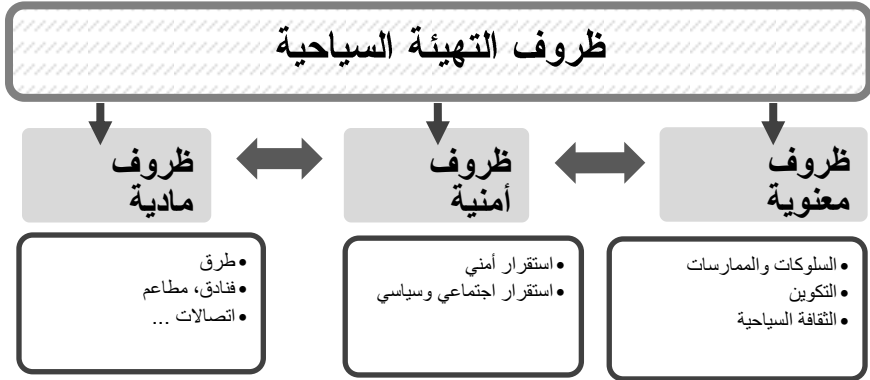 ظروف التهيئة السياحية
ظروف
معنوية
ظروف
أمنية
ظروف
مادية
• السلوكات والممارسات
• التكوين
• الثقافة السياحية
• استقرار أمني
• استقرار اجتماعي وسياسي
• طرق
• فنادق، مطاعم
• اتصالات ...